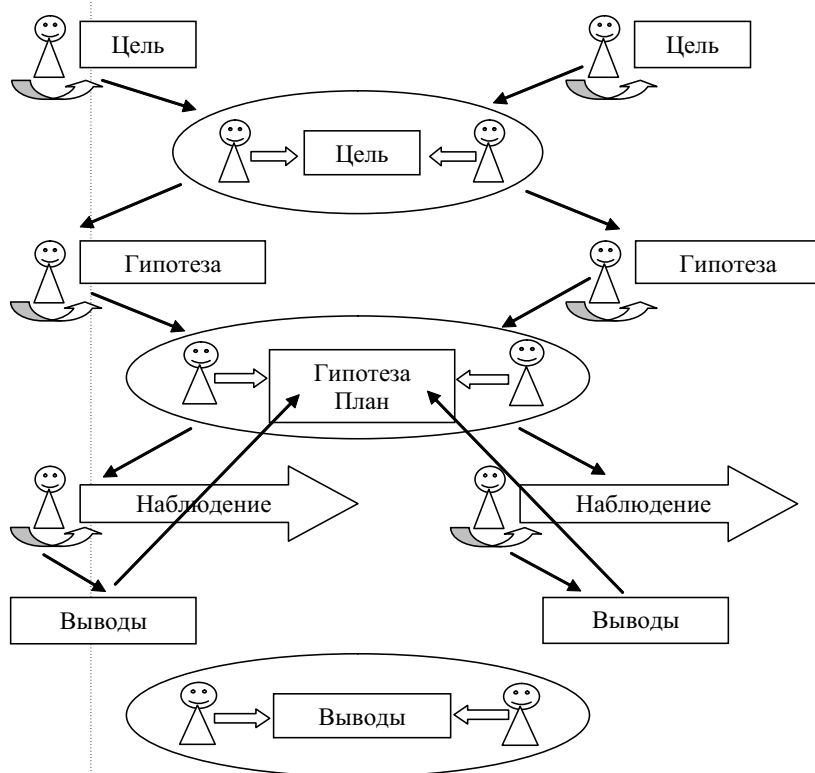 Цель
Цель
Цель
Гипотеза
Гипотеза
Гипотеза
План
Наблюдение
Наблюдение
Выводы
Выводы
Выводы